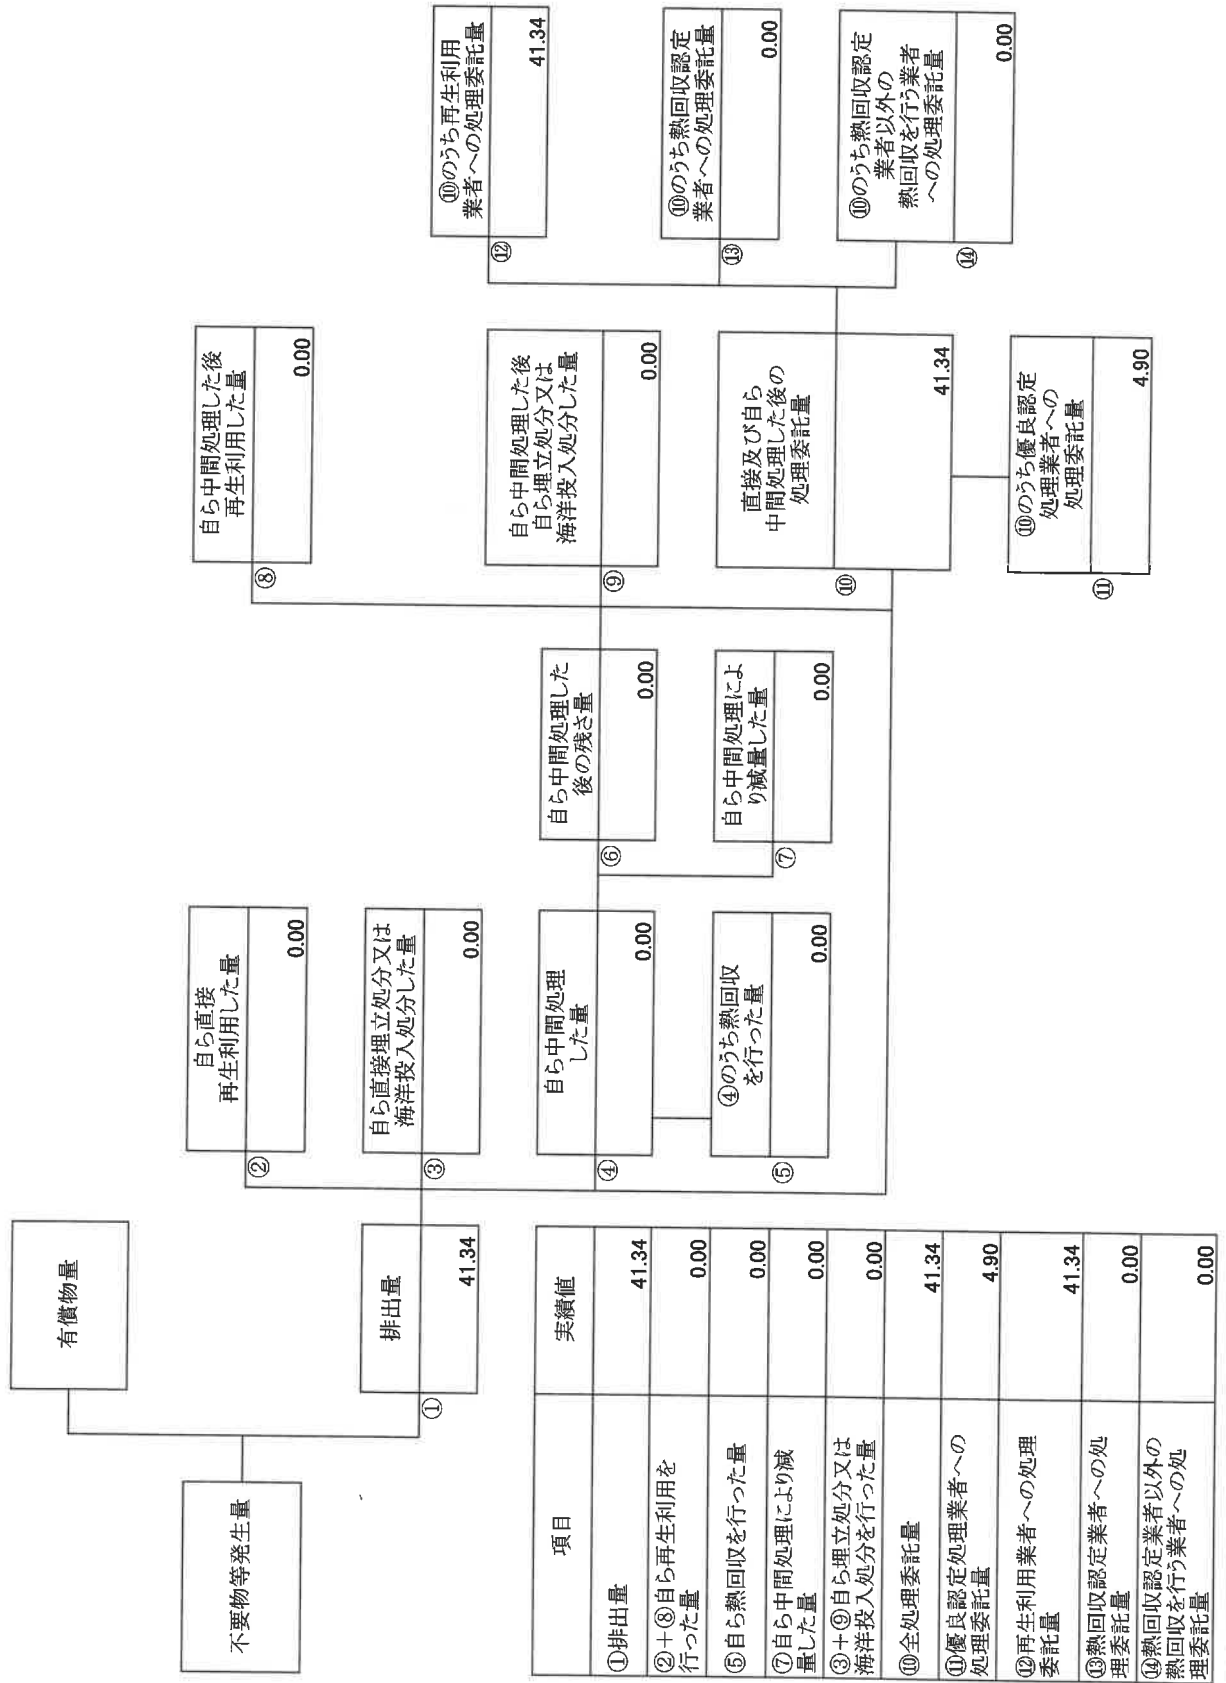 有償物量
不要物等発生量
排出量
①
41.34
自ら直接
再生利用した量
②
0.00
自ら直接埋立処分又は
海洋投入処分した量
③
0.00
自ら中間処理
した量
④
0.00
④のうち熱回収
を行った量
⑤
0.00
自ら中間処理した
後の残さ量
⑥
0.00
自ら中間処理によ
り減量した量
⑦
0.00
自ら中間処理した後
再生利用した量
⑧
0.00
自ら中間処理した後
自ら埋立処分又は
海洋投入処分した量
⑨
0.00
直接及び自ら
中間処理した後の
処理委託量
⑩
41.34
⑩のうち優良認定
処理業者への
処理委託量
⑪
4.90
⑩のうち再生利用
業者への処理委託量
⑫
41.34
⑩のうち熱回収認定
業者への処理委託量
⑬
0.00
⑩のうち熱回収認定
業者以外の
熱回収を行う業者
への処理委託量
⑭
0.00
項目 実績値
①排出量 41.34
②+⑧自ら再生利用を
行った量 0.00
⑤自ら熱回収を行った量 0.00
⑦自ら中間処理により減
量した量 0.00
③+⑨自ら埋立処分又は
海洋投入処分を行った量 0.00
⑩全処理委託量 41.34
⑪優良認定処理業者への
処理委託量 4.90
⑫再生利用業者への処理
委託量 41.34
⑬熱回収認定業者への処
理委託量 0.00
⑭熱回収認定業者以外の
熱回収を行う業者への処
理委託量 0.00